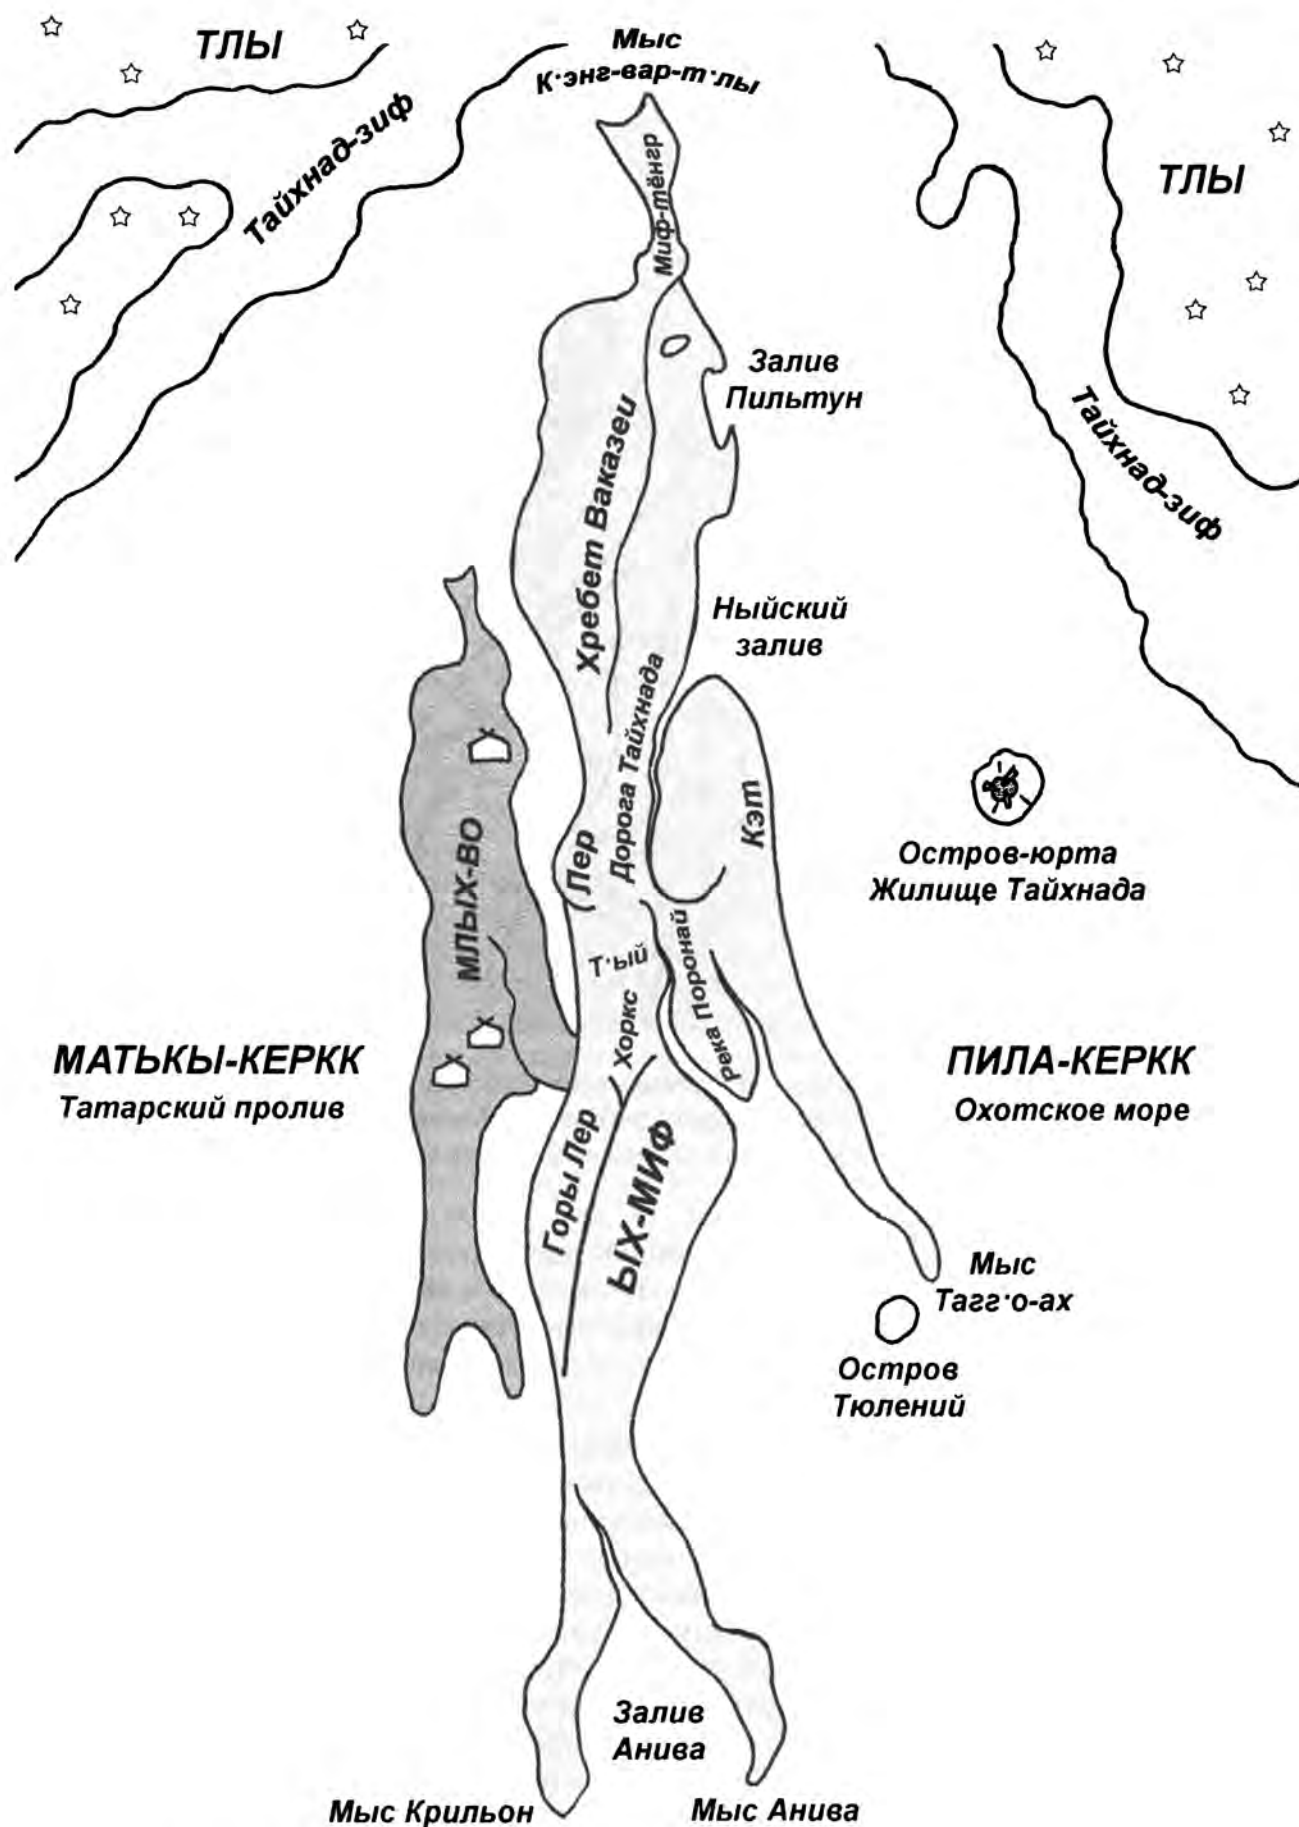 ТЛЫ
Мыс
К·энг-вар-т·лы
Тайхнад-зиф
Миф-тёнгр
ТЛЫ
Залив
Пильтун
Хребет Ваказеи
Тайхнад-зиф
Ныйский
залив
Дорога Тайхнада
Кэт
Остров-юрта
Жилище Тайхнада
Лер
МЛЫХ-ВО
Т·ый
Хоркс
Река Поронай
МАТЬКЫ-КЕРКК
Татарский пролив
ПИЛА-КЕРКК
Охотское море
Горы Лер
ЫХ-МИФ
Мыс
Тагг·о-ах
Остров
Тюлений
Залив
Анива
Мыс Крильон
Мыс Анива